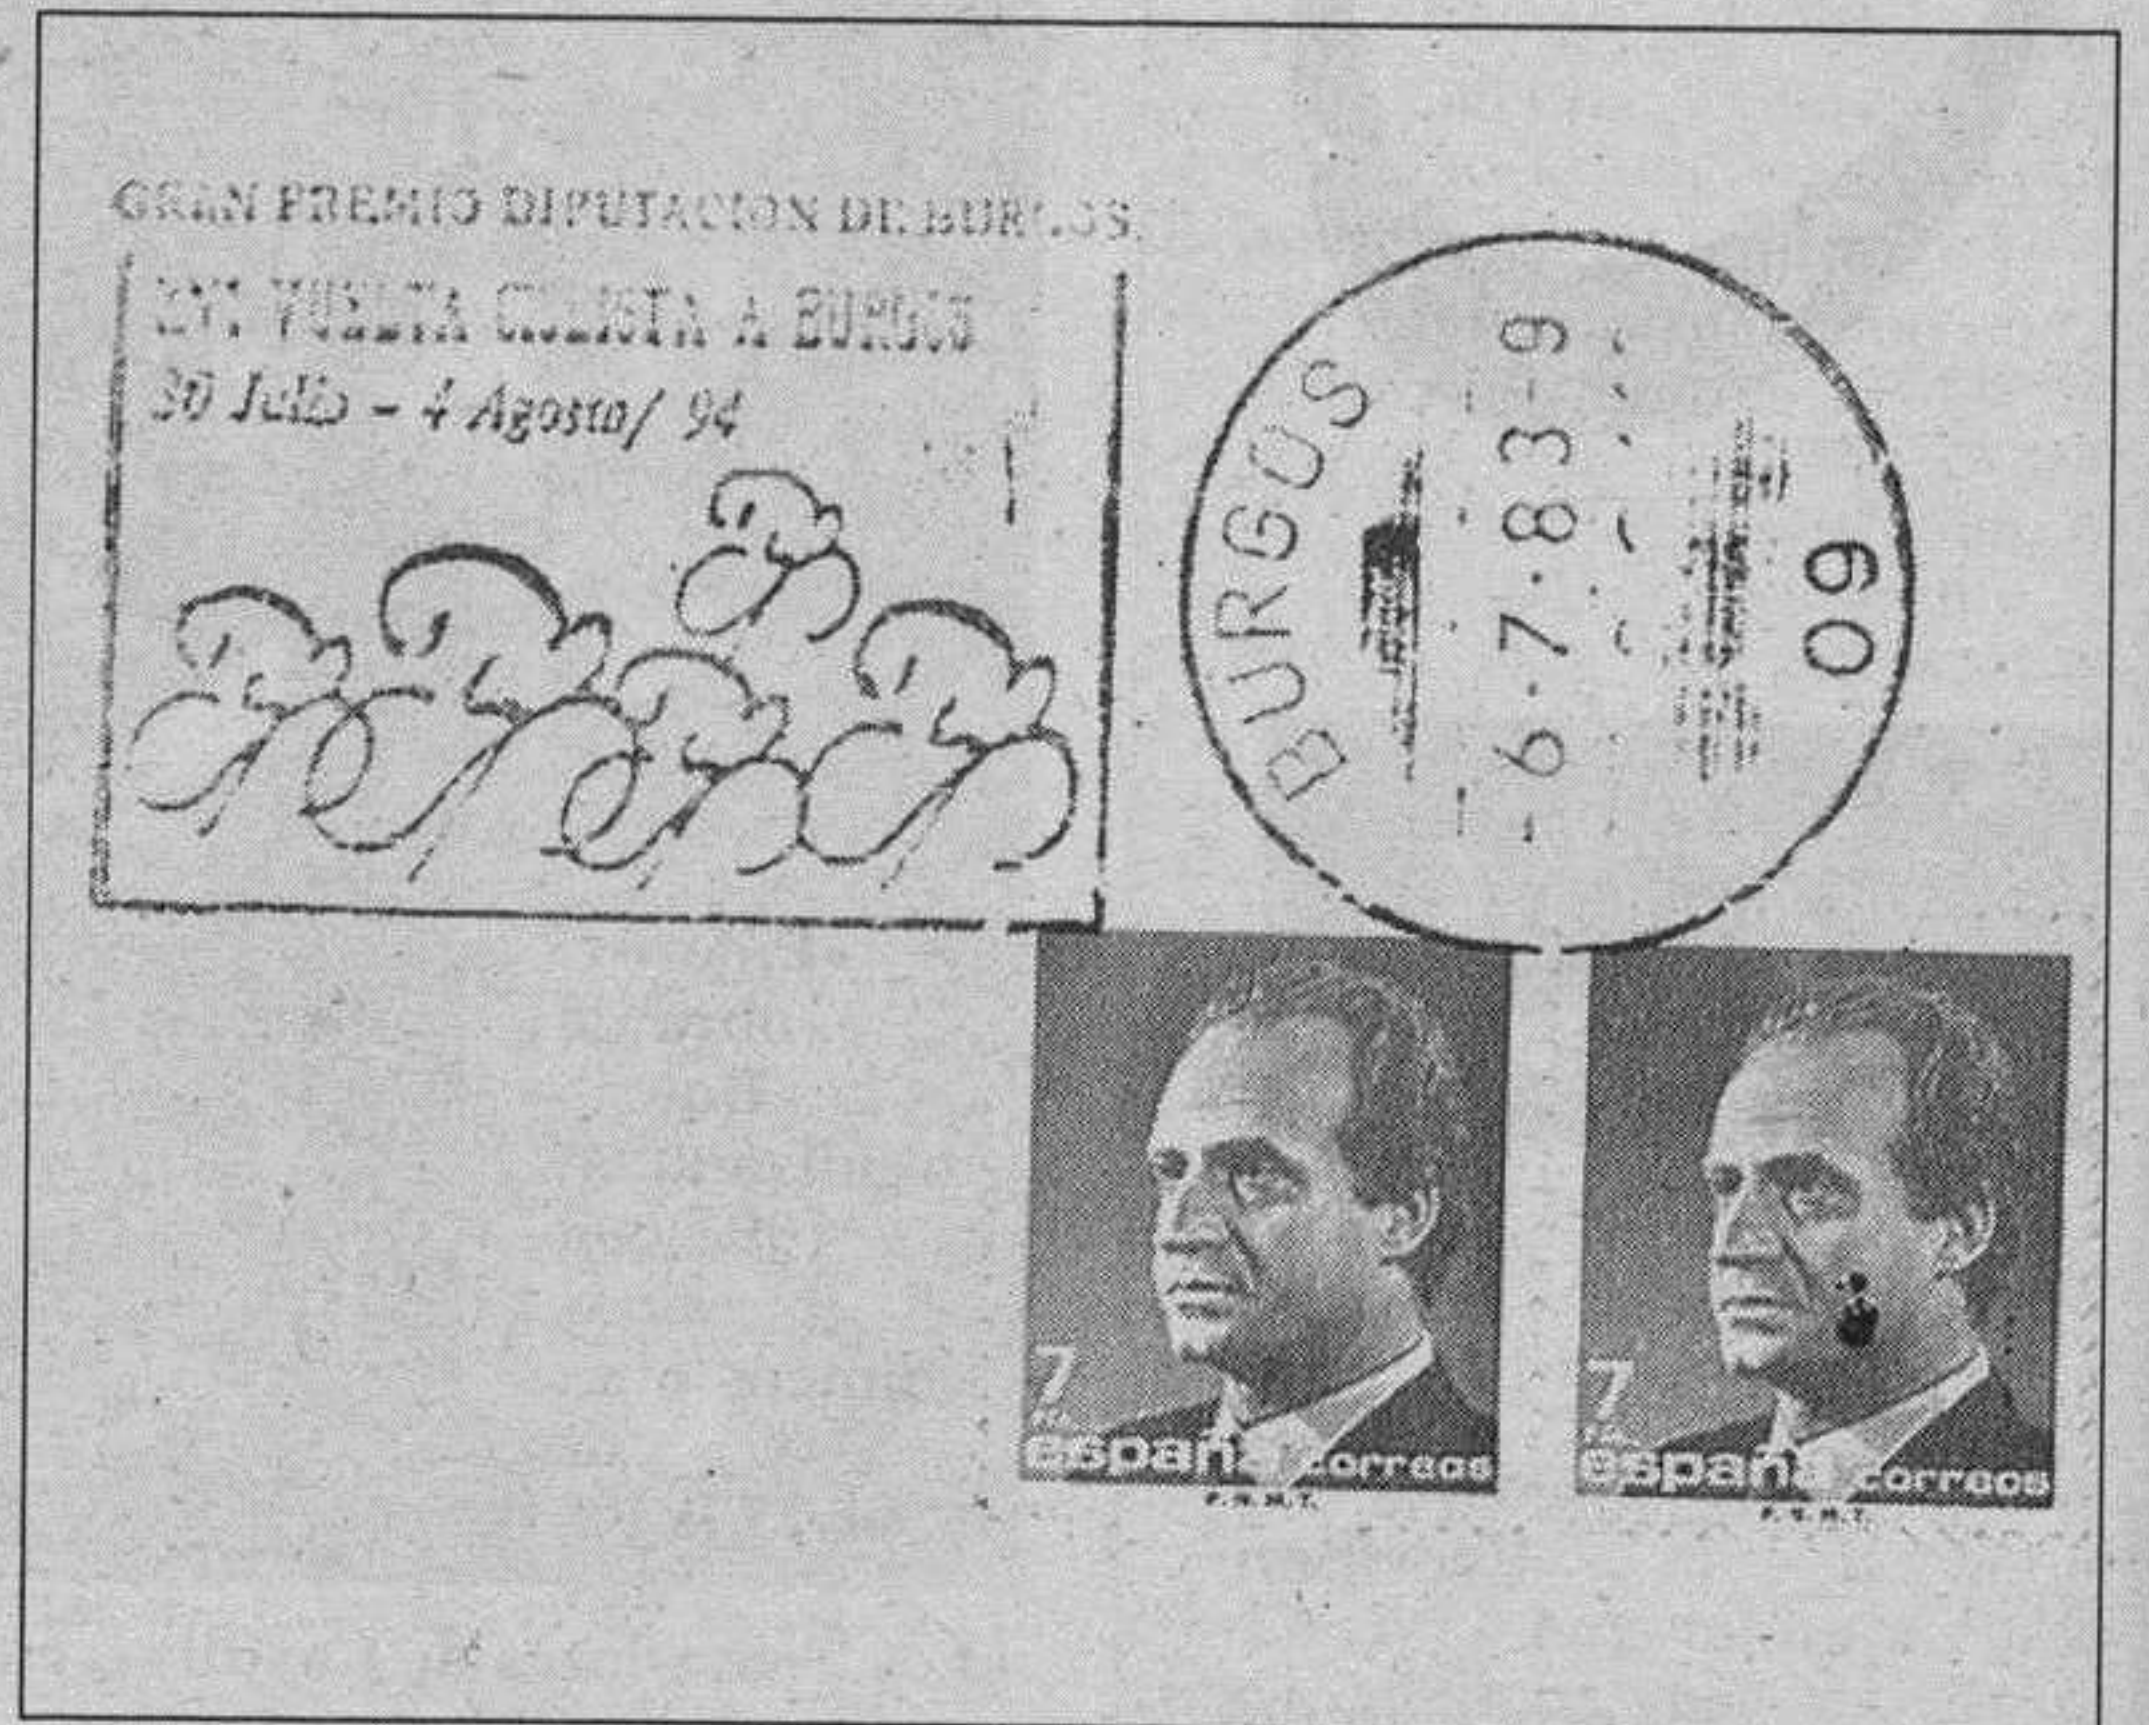 GRAN PREMIO DIPUTACION DE BURGOS
XVI VUELTA CICLISTA A BURGOS
30 Julio - 4 Agosto/ 94
BURGOS
-6·7·83-9
09
7
españa correos
F.N.M.T.
7
españa correos
F.N.M.T.